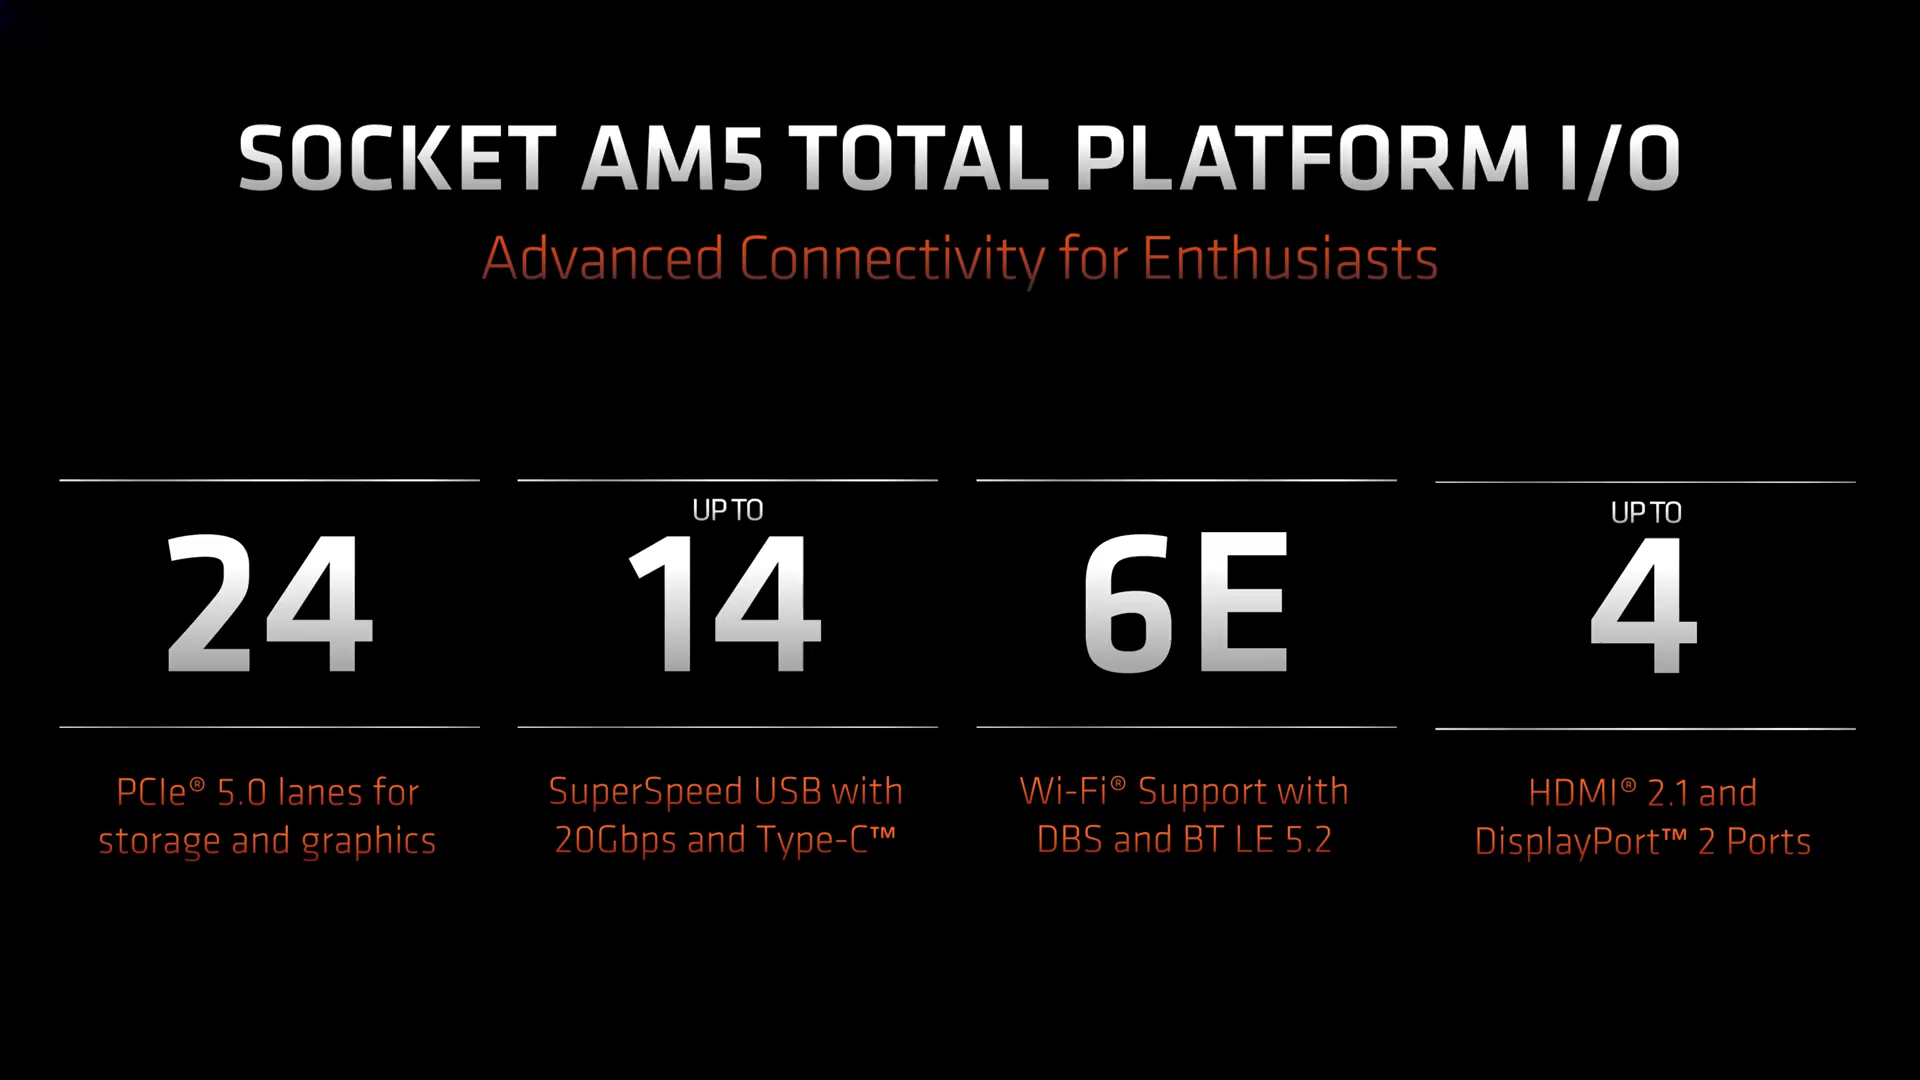 SOCKET AM5 TOTAL PLATFORM I/O
Advanced Connectivity for Enthusiasts
24
PCIe® 5.0 lanes for
storage and graphics
UP TO
14
SuperSpeed USB with
20Gbps and Type-C™
6E
Wi-Fi® Support with
DBS and BT LE 5.2
UP TO
4
HDMI® 2.1 and
DisplayPort™ 2 Ports